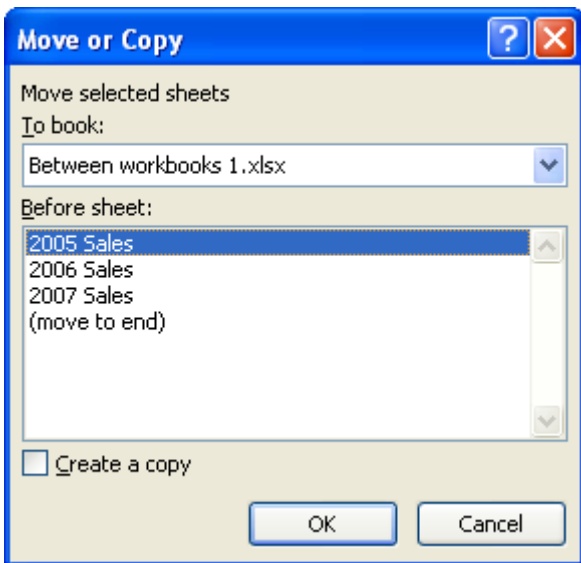 Move or Copy
Move selected sheets
To book:
Between workbooks 1.xlsx
Before sheet:
2005 Sales
2006 Sales
2007 Sales
(move to end)
Create a copy
OK Cancel